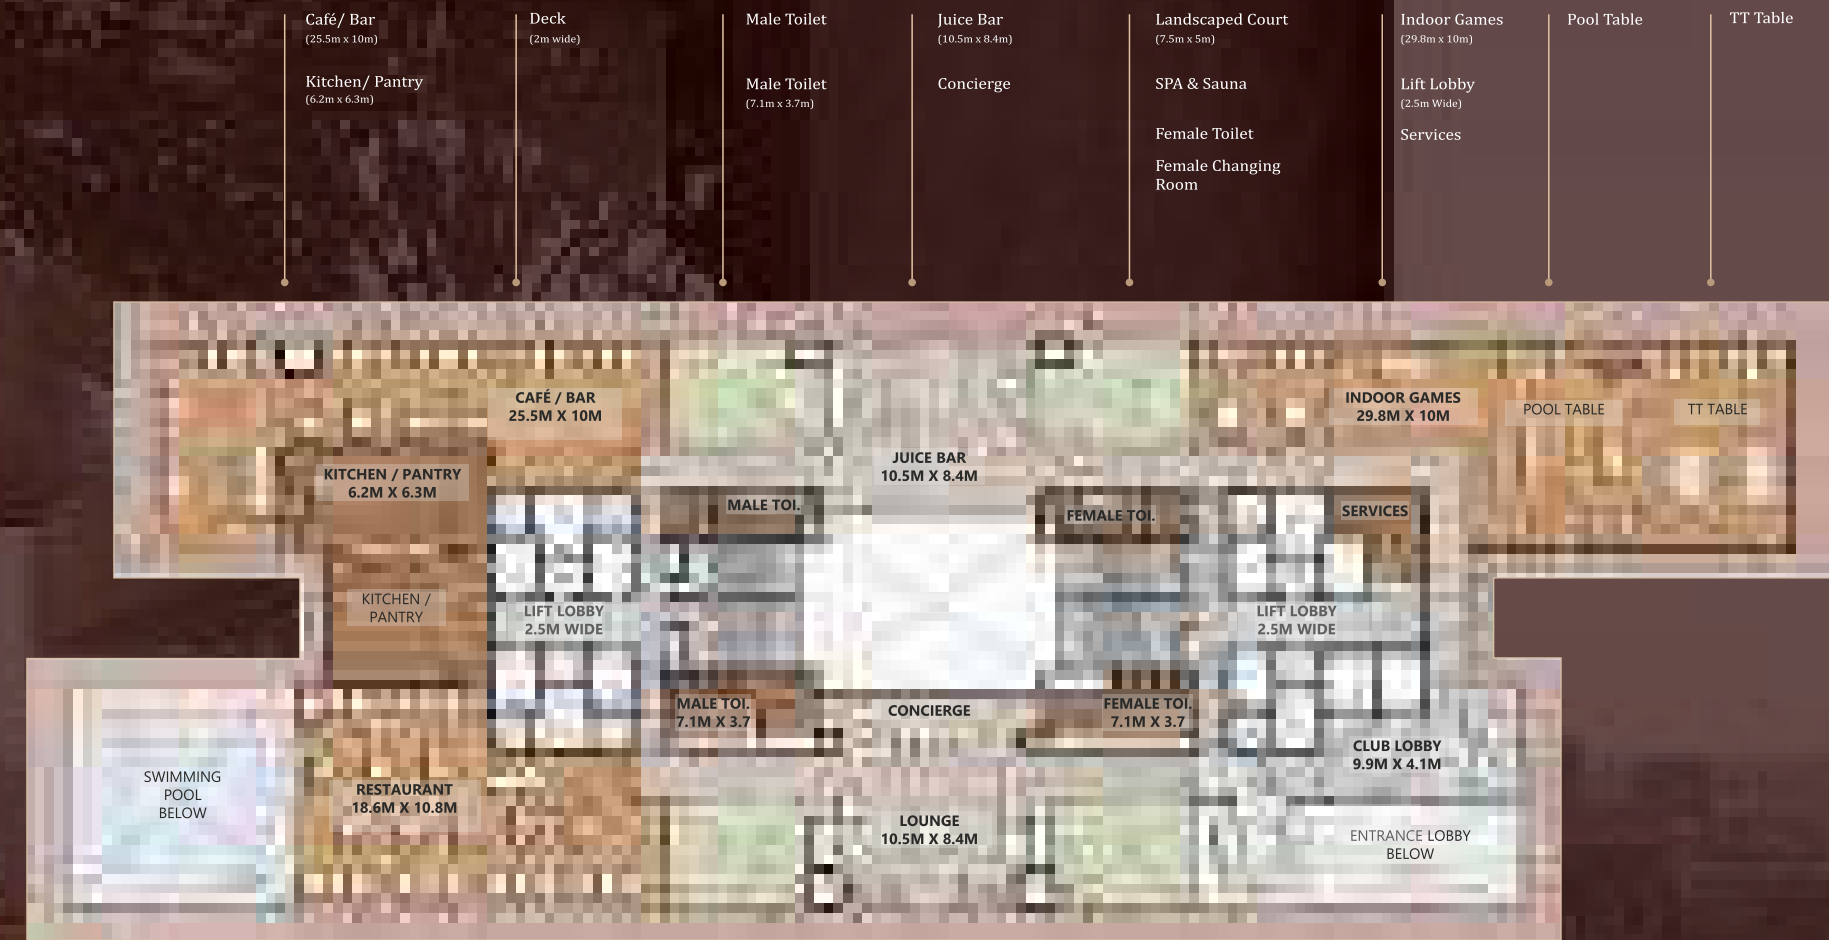 Café/ Bar
(25.5m x 10m)
Kitchen/ Pantry
(6.2m x 6.3m)
Deck
(2m wide)
Male Toilet
Male Toilet
(7.1m x 3.7m)
Juice Bar
(10.5m x 8.4m)
Concierge
Landscaped Court
(7.5m x 5m)
SPA & Sauna
Female Toilet
Female Changing
Room
Indoor Games
(29.8m x 10m)
Lift Lobby
(2.5m Wide)
Services
Pool Table
TT Table
CAFÉ / BAR
25.5M X 10M
INDOOR GAMES
29.8M X 10M
POOL TABLE
TT TABLE
KITCHEN / PANTRY
6.2M X 6.3M
JUICE BAR
10.5M X 8.4M
MALE TOI.
FEMALE TOI.
SERVICES
KITCHEN /
PANTRY
LIFT LOBBY
2.5M WIDE
LIFT LOBBY
2.5M WIDE
MALE TOI.
7.1M X 3.7
CONCIERGE
FEMALE TOI.
7.1M X 3.7
CLUB LOBBY
9.9M X 4.1M
SWIMMING
POOL
BELOW
RESTAURANT
18.6M X 10.8M
LOUNGE
10.5M X 8.4M
ENTRANCE LOBBY
BELOW